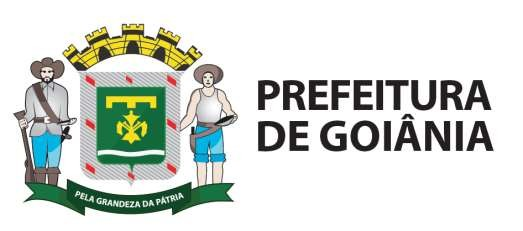 PREFEITURA
DE GOIÂNIA
PELA GRANDEZA DA PÁTRIA